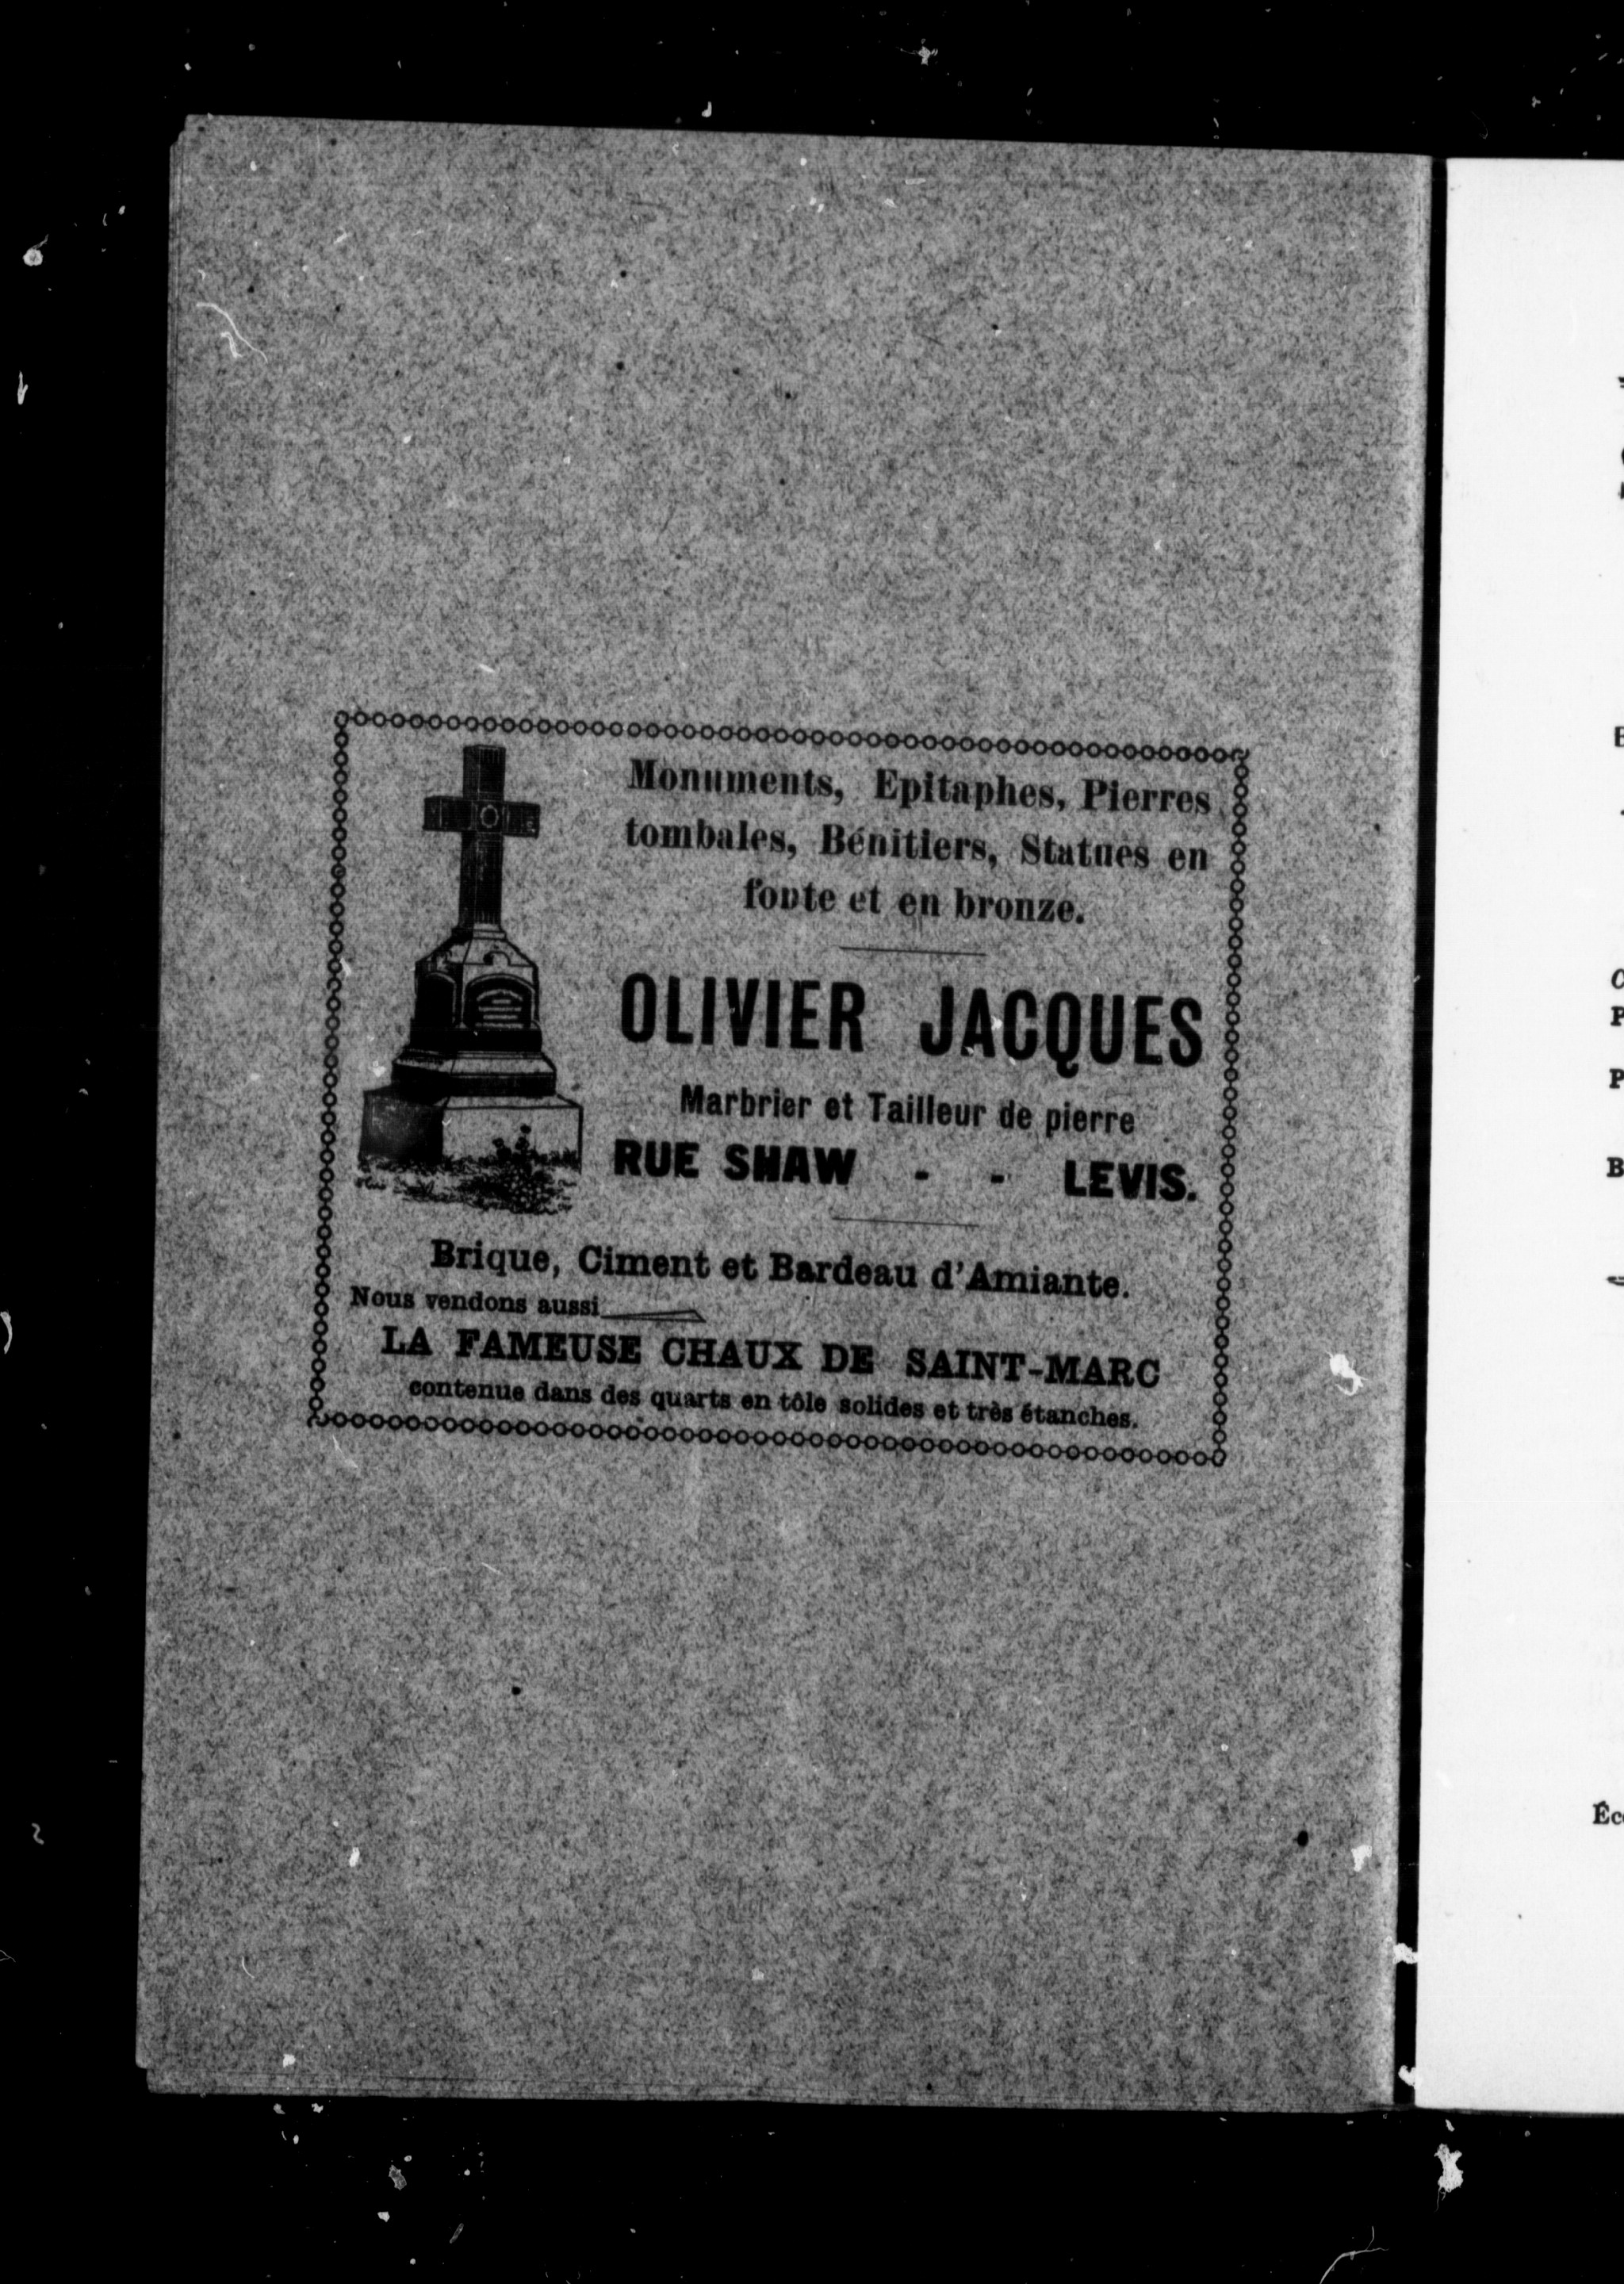 Monuments, Epitaphes, Pierres
tombales, Bénitiers, Statues en
fonte et en bronze.
OLIVIER JACQUES
Marbrier et Tailleur de pierre
RUE SHAW - - LEVIS.
Brique, Ciment et Bardeau d'Amiante.
Nous vendons aussi
LA FAMEUSE CHAUX DE SAINT-MARC
contenue dans des quarts en tôle solides et très étanches.